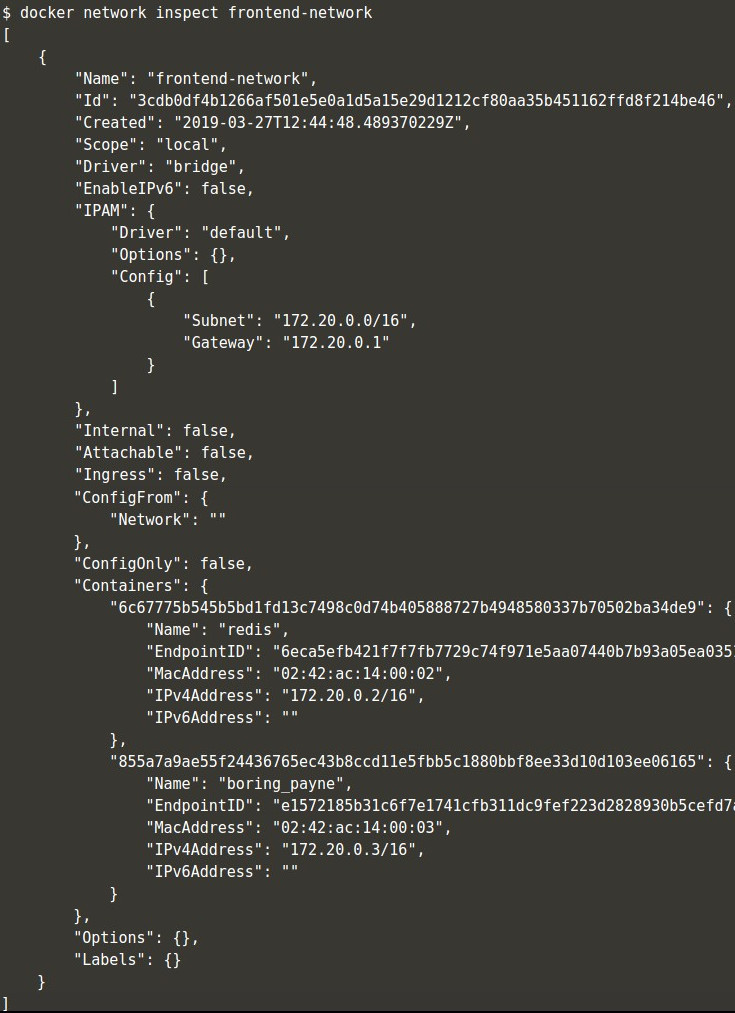 $ docker network inspect frontend-network
[
    {
        "Name": "frontend-network",
        "Id": "3cdb0df4b1266af501e5e0a1d5a15e29d1212cf80aa35b451162ffd8f214be46",
        "Created": "2019-03-27T12:44:48.489370229Z",
        "Scope": "local",
        "Driver": "bridge",
        "EnableIPv6": false,
        "IPAM": {
            "Driver": "default",
            "Options": {},
            "Config": [
                {
                    "Subnet": "172.20.0.0/16",
                    "Gateway": "172.20.0.1"
                }
            ]
        },
        "Internal": false,
        "Attachable": false,
        "Ingress": false,
        "ConfigFrom": {
            "Network": ""
        },
        "ConfigOnly": false,
        "Containers": {
            "6c67775b545b5bd1fd13c7498c0d74b405888727b4948580337b70502ba34de9": {
                "Name": "redis",
                "EndpointID": "6eca5efb421f7f7fb7729c74f971e5aa07440b7b93a05ea035
                "MacAddress": "02:42:ac:14:00:02",
                "IPv4Address": "172.20.0.2/16",
                "IPv6Address": ""
            },
            "855a7a9ae55f24436765ec43b8ccd11e5fbb5c1880bbf8ee33d10d103ee06165": {
                "Name": "boring_payne",
                "EndpointID": "e1572185b31c6f7e1741cfb311dc9fef223d2828930b5cefd7
                "MacAddress": "02:42:ac:14:00:03",
                "IPv4Address": "172.20.0.3/16",
                "IPv6Address": ""
            }
        },
        "Options": {},
        "Labels": {}
    }
]